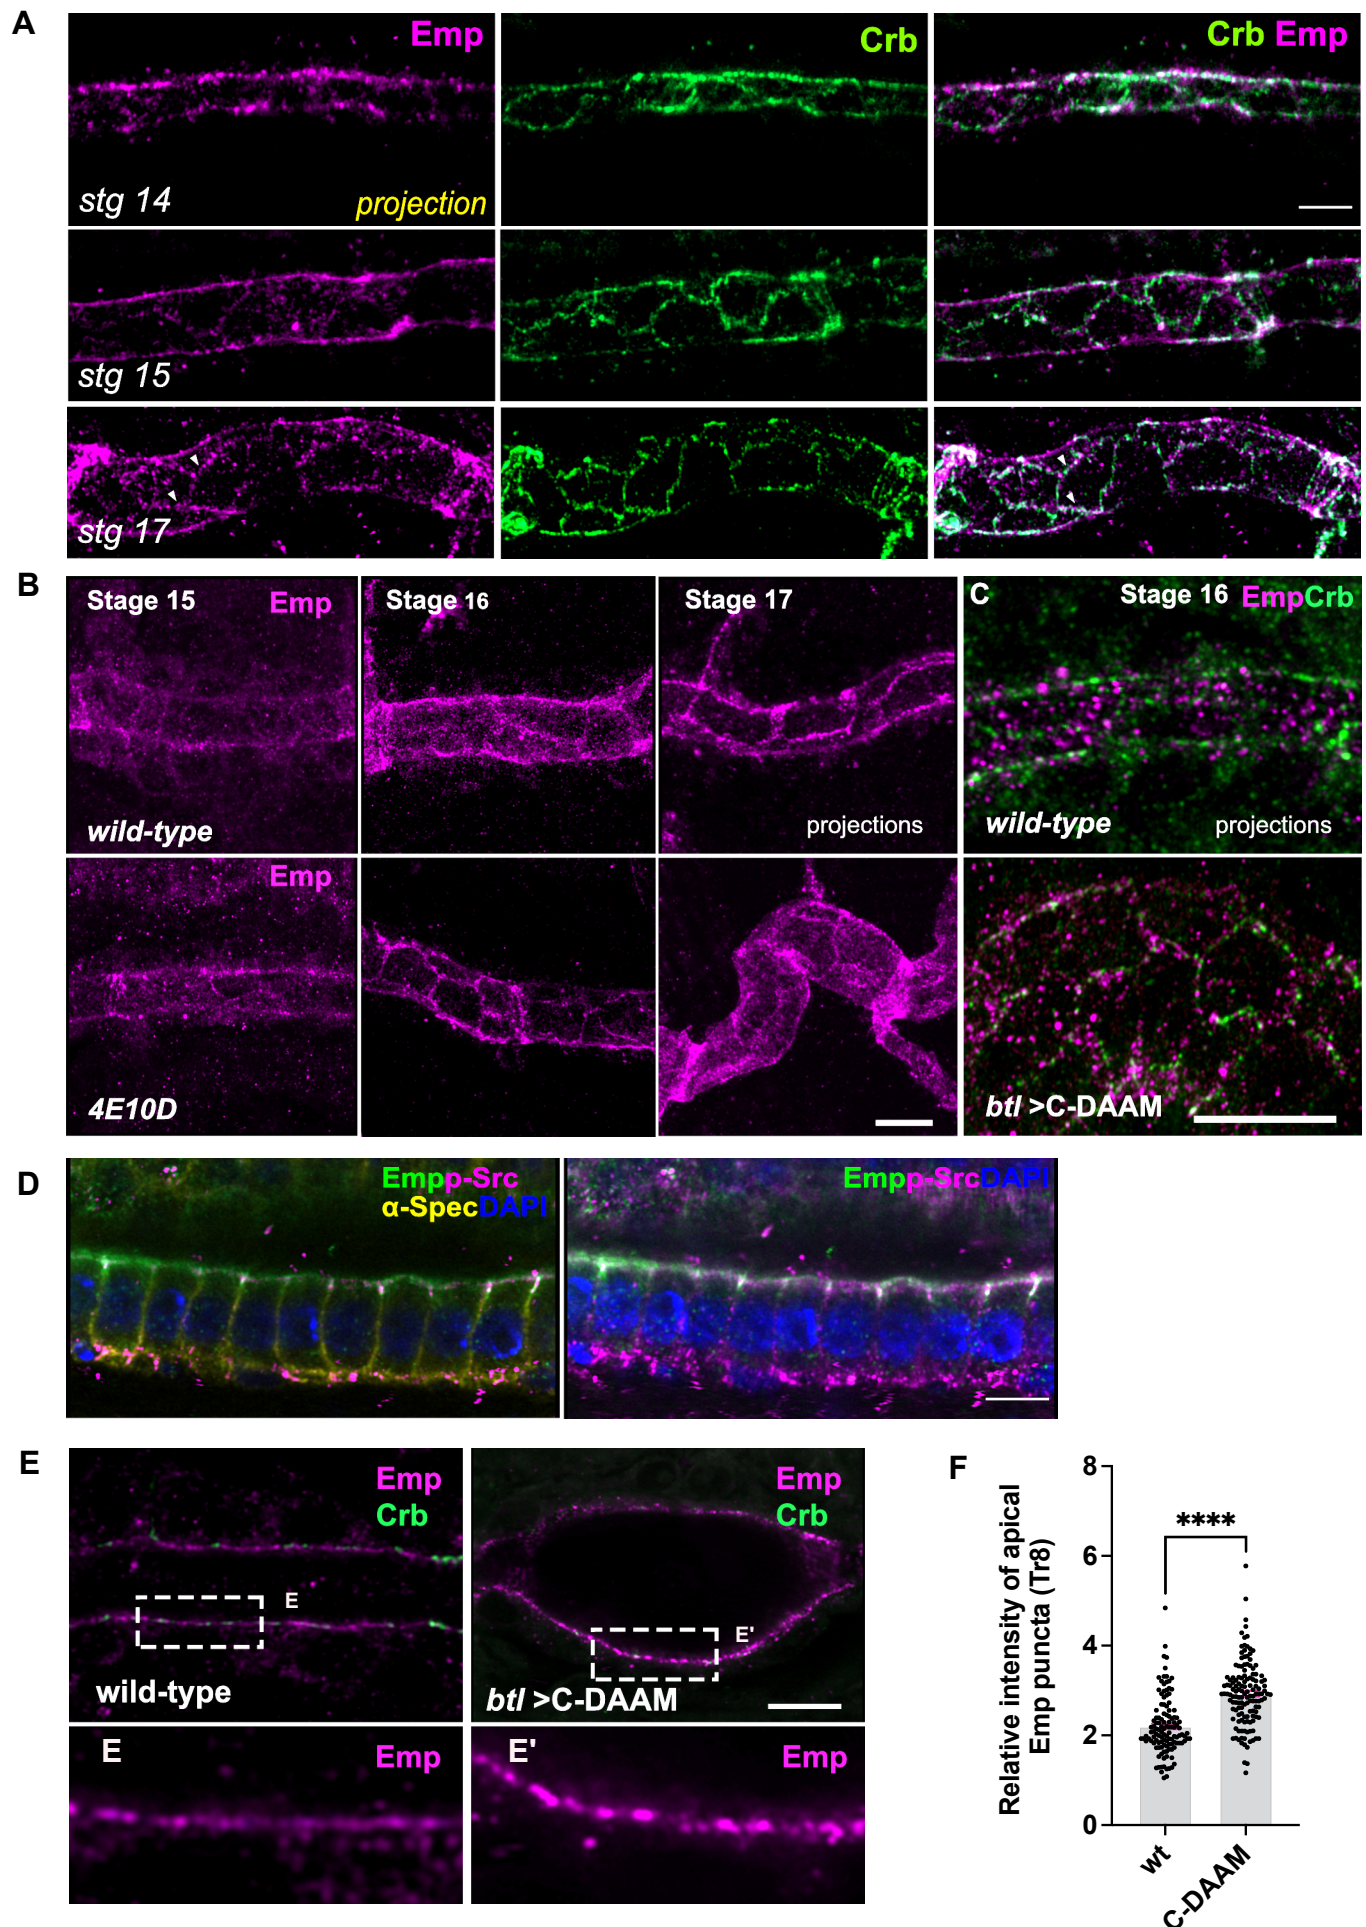 A
Emp
Crb
Crb Emp
stg 14
projection
stg 15
stg 17
B
Stage 15
Emp
Stage 16
Stage 17
C
Stage 16
EmpCrb
wild-type
projections
wild-type
projections
Emp
4E10D
btl >C-DAAM
D
Empp-Src
α-SpecDAPI
Empp-SrcDAPI
E
Emp
Crb
E
wild-type
Emp
Crb
E'
btl >C-DAAM
E
Emp
E'
Emp
F
Relative intensity of apical
Emp puncta (Tr8)
8
6
4
2
0
****
wt
C-DAAM